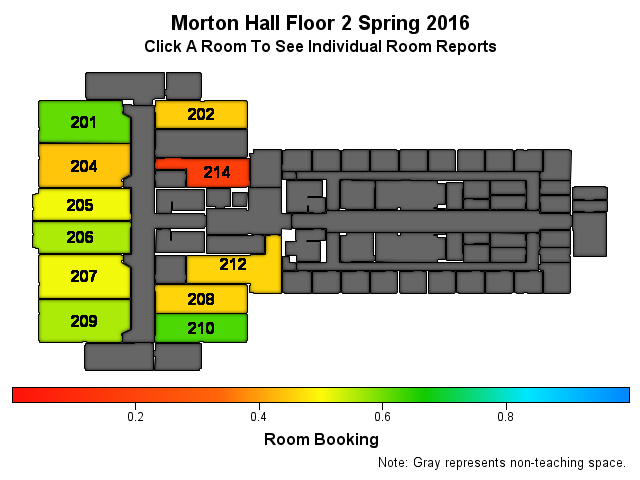 Morton Hall Floor 2 Spring 2016
Click A Room To See Individual Room Reports
201
202
204
214
205
206
212
207
208
209
210
0.2 0.4 0.6 0.8
Room Booking
Note: Gray represents non-teaching space.